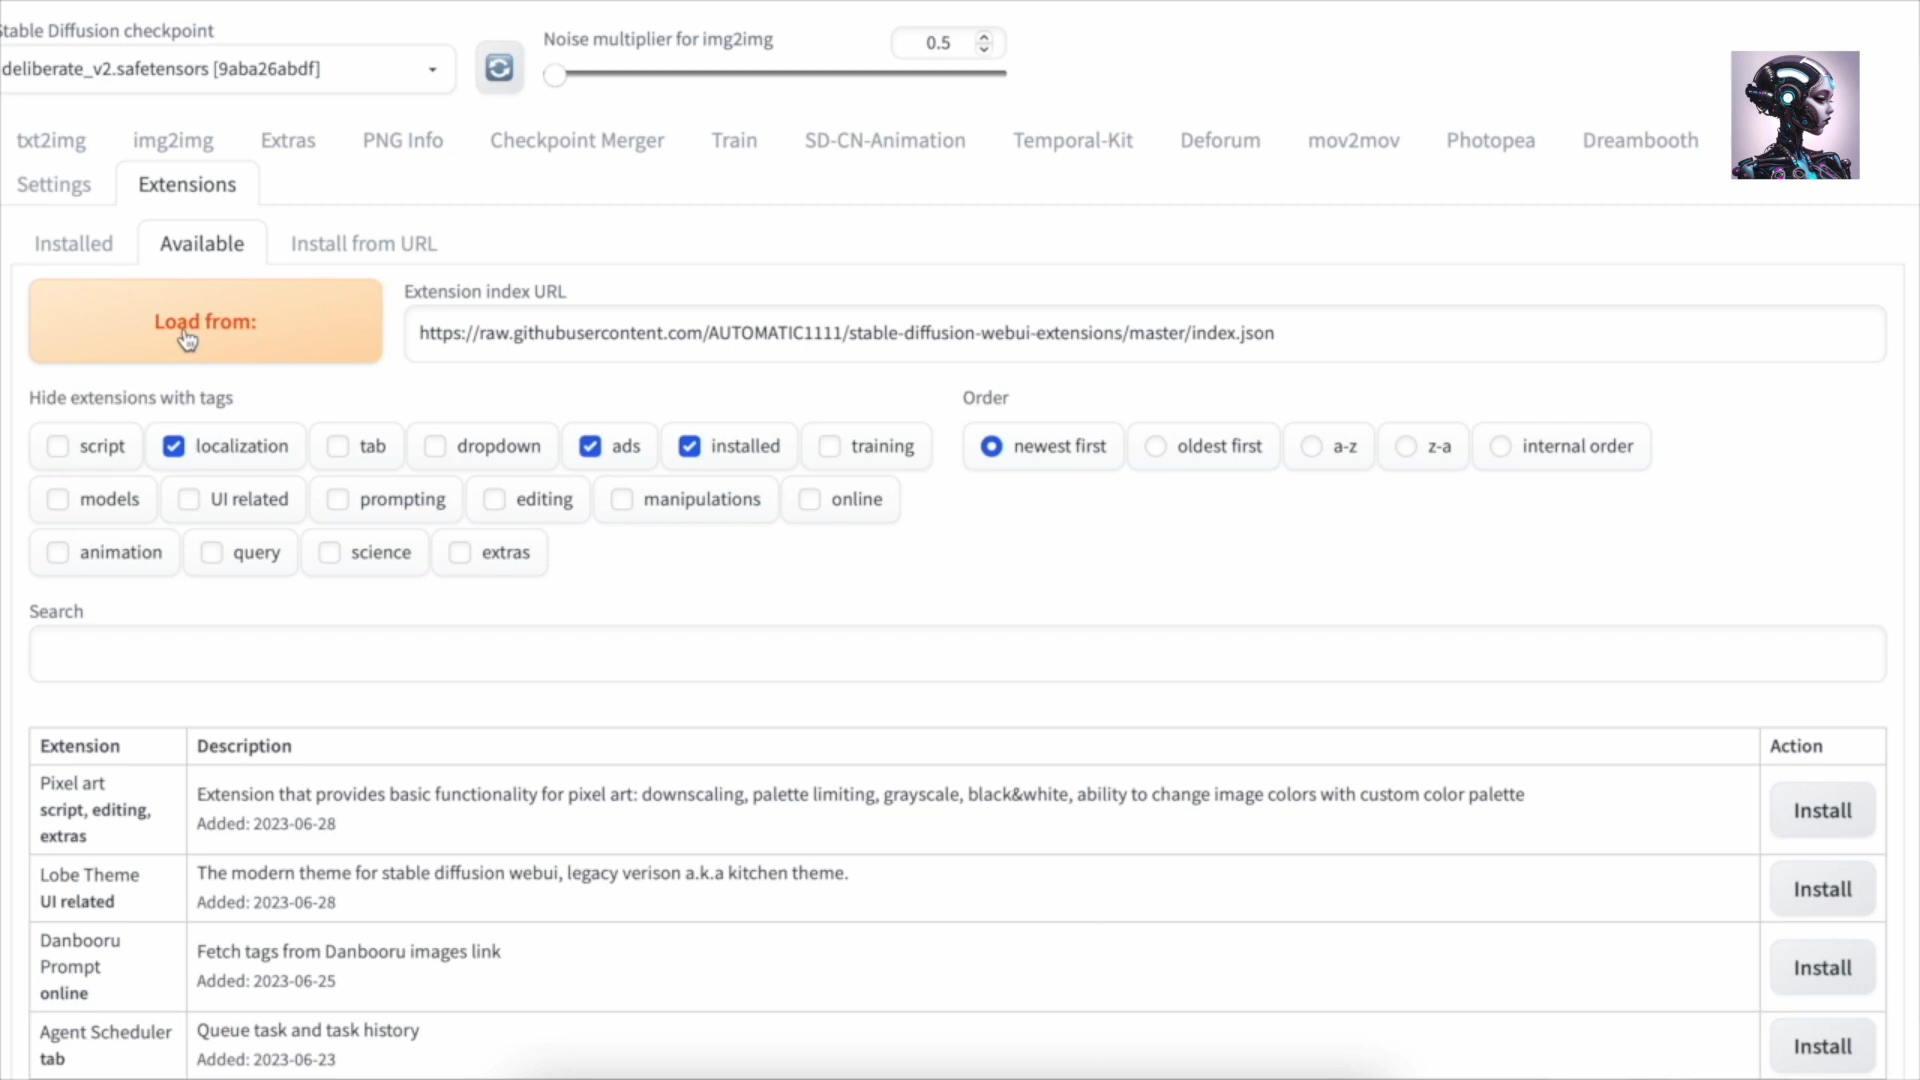 Stable Diffusion checkpoint
Noise multiplier for img2img
0.5
deliberate_v2.safetensors [9aba26abdf]
txt2img img2img Extras PNG Info Checkpoint Merger Train SD-CN-Animation Temporal-Kit Deforum mov2mov Photopea Dreambooth
Settings Extensions
Installed Available Install from URL
Load from:
Extension index URL
https://raw.githubusercontent.com/AUTOMATIC1111/stable-diffusion-webui-extensions/master/index.json
Hide extensions with tags
script localization tab dropdown ads installed training
models UI related prompting editing manipulations online
animation query science extras
Order
newest first oldest first a-z z-a internal order
Search
Extension Description Action
Pixel art
script, editing,
extras
Extension that provides basic functionality for pixel art: downscaling, palette limiting, grayscale, black&white, ability to change image colors with custom color palette
Added: 2023-06-28
Install
Lobe Theme
UI related
The modern theme for stable diffusion webui, legacy verison a.k.a kitchen theme.
Added: 2023-06-28
Install
Danbooru
Prompt
online
Fetch tags from Danbooru images link
Added: 2023-06-25
Install
Agent Scheduler
tab
Queue task and task history
Added: 2023-06-23
Install